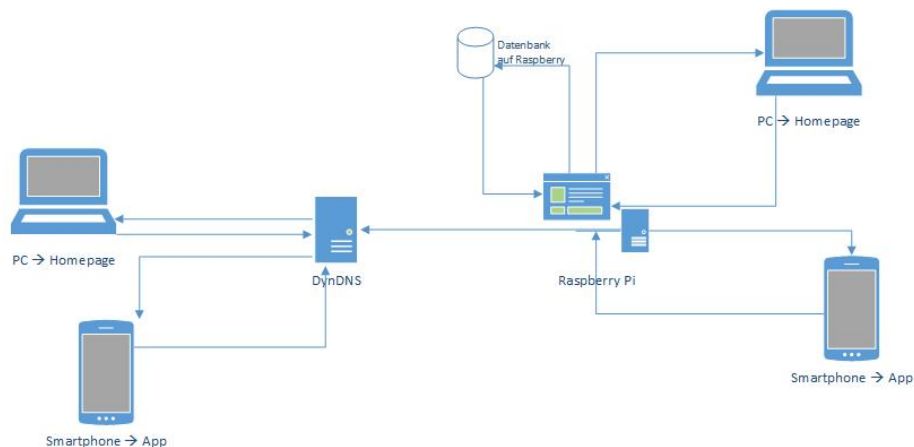 Datenbank
auf Raspberry
PC → Homepage
PC → Homepage
DynDNS
Raspberry Pi
Smartphone → App
Smartphone → App